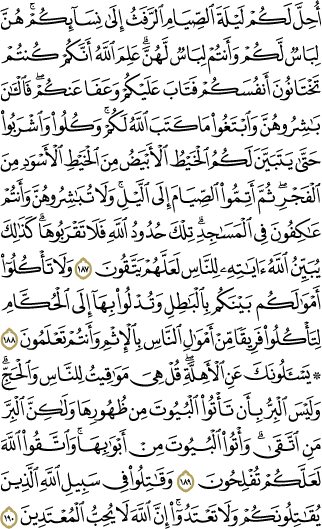 أُحِلَّ لَكُمْ لَيْلَةَ ٱلصِّيَامِ ٱلرَّفَثُ إِلَىٰ نِسَآئِكُمْ ۚ هُنَّ
لِبَاسٌ لَّكُمْ وَأَنتُمْ لِبَاسٌ لَّهُنَّ ۗ عَلِمَ ٱللَّهُ أَنَّكُمْ كُنتُمْ
تَخْتَانُونَ أَنفُسَكُمْ فَتَابَ عَلَيْكُمْ وَعَفَا عَنكُمْ ۖ فَٱلْـَٰٔنَ
بَـٰشِرُوهُنَّ وَٱبْتَغُوا۟ مَا كَتَبَ ٱللَّهُ لَكُمْ ۚ وَكُلُوا۟ وَٱشْرَبُوا۟
حَتَّىٰ يَتَبَيَّنَ لَكُمُ ٱلْخَيْطُ ٱلْأَبْيَضُ مِنَ ٱلْخَيْطِ ٱلْأَسْوَدِ مِنَ
ٱلْفَجْرِ ۖ ثُمَّ أَتِمُّوا۟ ٱلصِّيَامَ إِلَى ٱلَّيْلِ ۚ وَلَا تُبَـٰشِرُوهُنَّ وَأَنتُمْ
عَـٰكِفُونَ فِى ٱلْمَسَـٰجِدِ ۗ تِلْكَ حُدُودُ ٱللَّهِ فَلَا تَقْرَبُوهَا ۗ كَذَٰلِكَ
يُبَيِّنُ ٱللَّهُ ءَايَـٰتِهِۦ لِلنَّاسِ لَعَلَّهُمْ يَتَّقُونَ ١٨٧ وَلَا تَأْكُلُوٓا۟
أَمْوَٰلَكُم بَيْنَكُم بِٱلْبَـٰطِلِ وَتُدْلُوا۟ بِهَآ إِلَى ٱلْحُكَّامِ
لِتَأْكُلُوا۟ فَرِيقًا مِّنْ أَمْوَٰلِ ٱلنَّاسِ بِٱلْإِثْمِ وَأَنتُمْ تَعْلَمُونَ ١٨٨
۞ يَسْـَٔلُونَكَ عَنِ ٱلْأَهِلَّةِ ۖ قُلْ هِىَ مَوَٰقِيتُ لِلنَّاسِ وَٱلْحَجِّ ۗ
وَلَيْسَ ٱلْبِرُّ بِأَن تَأْتُوا۟ ٱلْبُيُوتَ مِن ظُهُورِهَا وَلَـٰكِنَّ ٱلْبِرَّ
مَنِ ٱتَّقَىٰ ۗ وَأْتُوا۟ ٱلْبُيُوتَ مِنْ أَبْوَٰبِهَا ۚ وَٱتَّقُوا۟ ٱللَّهَ
لَعَلَّكُمْ تُفْلِحُونَ ١٨٩ وَقَـٰتِلُوا۟ فِى سَبِيلِ ٱللَّهِ ٱلَّذِينَ
يُقَـٰتِلُونَكُمْ وَلَا تَعْتَدُوٓا۟ ۚ إِنَّ ٱللَّهَ لَا يُحِبُّ ٱلْمُعْتَدِينَ ١٩٠